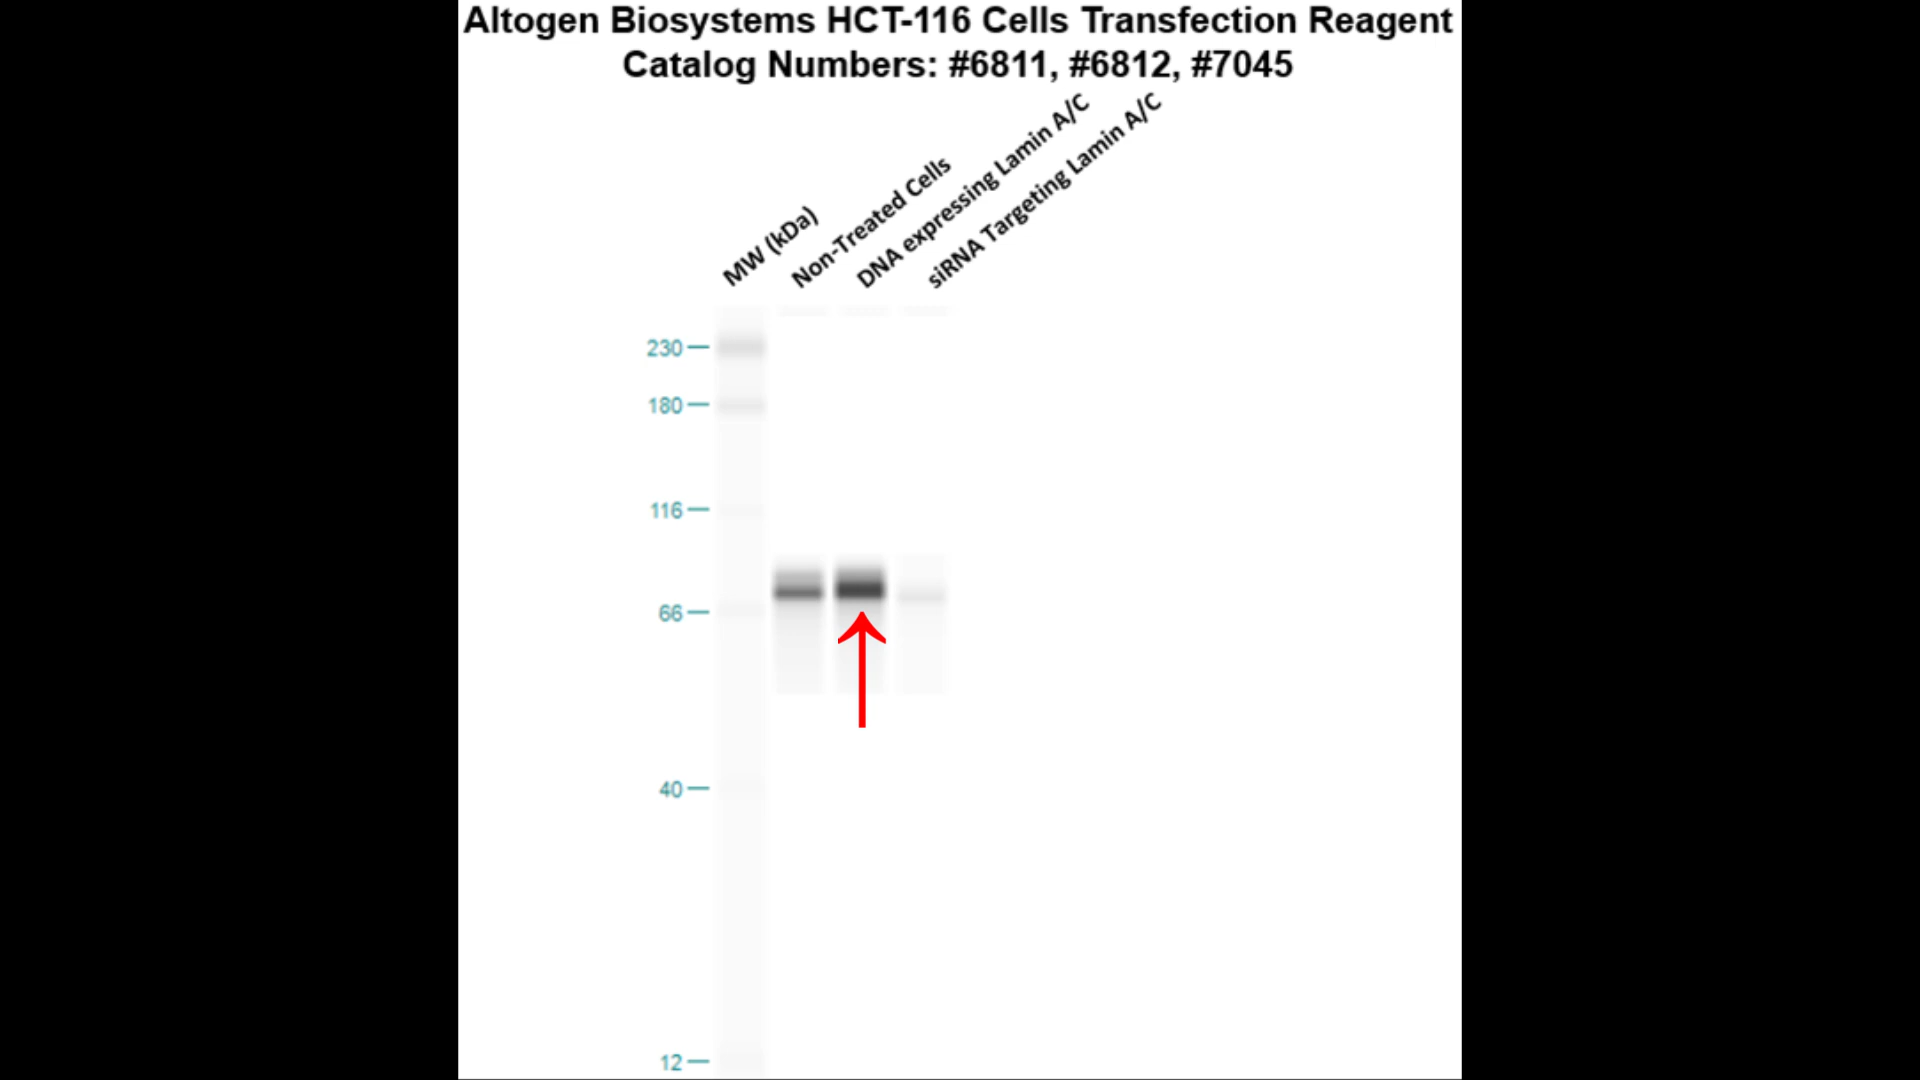 Altogen Biosystems HCT-116 Cells Transfection Reagent
Catalog Numbers: #6811, #6812, #7045
MW (kDa)
Non-Treated Cells
DNA expressing Lamin A/C
siRNA Targeting Lamin A/C
230
180
116
66
40
12